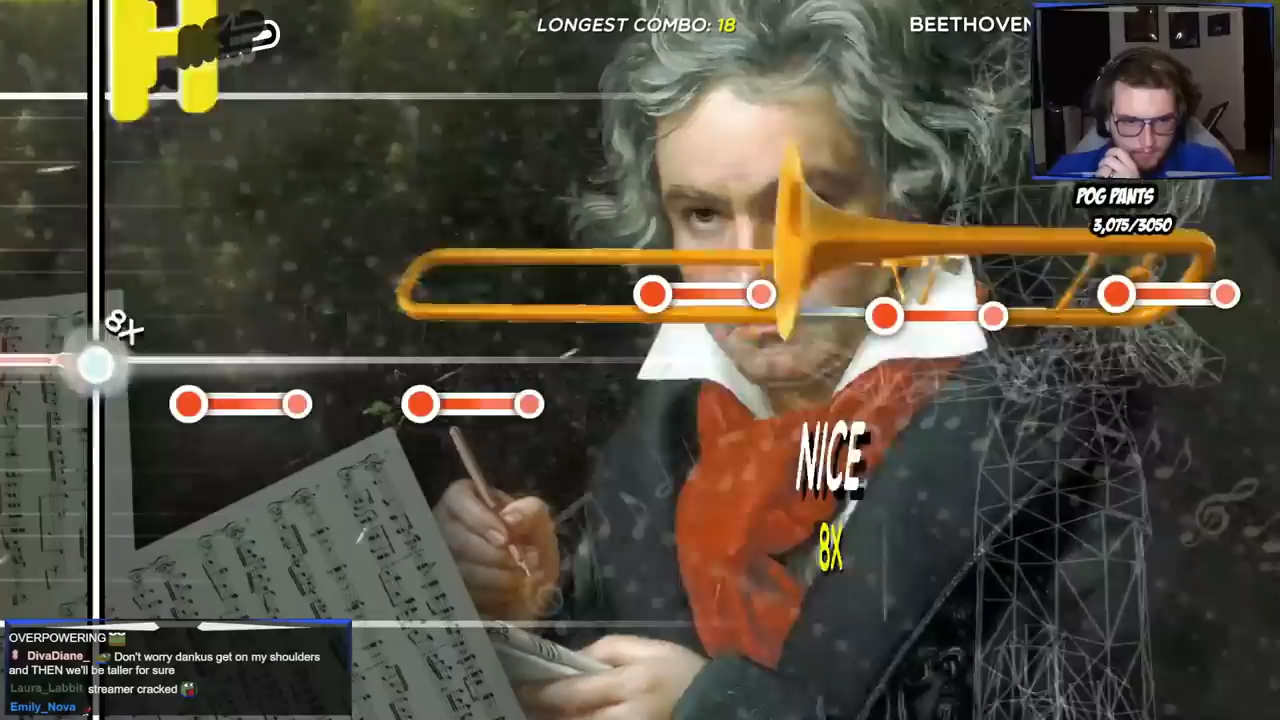 LONGEST COMBO: 18
BEETHOVEN
POG PANTS
3,075/3050
8X
NICE
8X
OVERPOWERING
DivaDiane_ Don't worry dankus get on my shoulders
and THEN we'll be taller for sure
Laura_Labbit streamer cracked
Emily_Nova